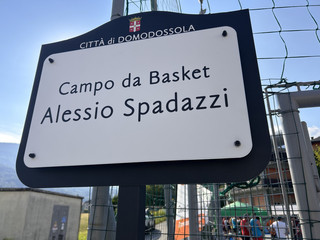 CITTÀ di DOMODOSSOLA
Campo da Basket
Alessio Spadazzi